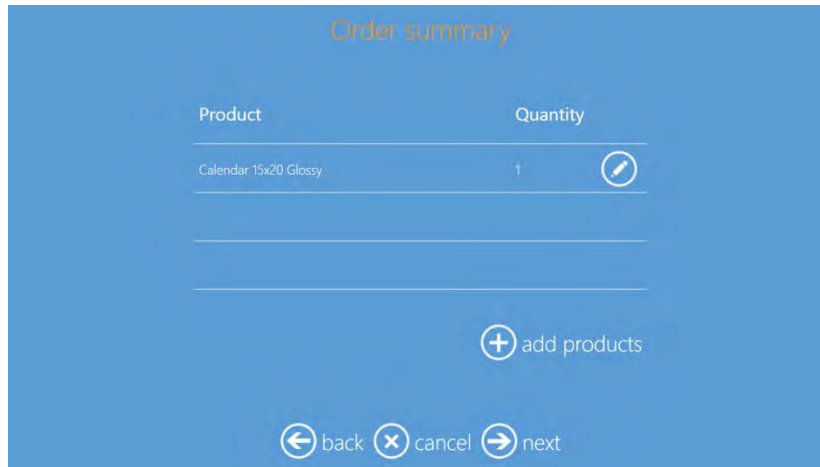 Order summary
Product Quantity
Calendar 15x20 Glossy 1
add products
back cancel next